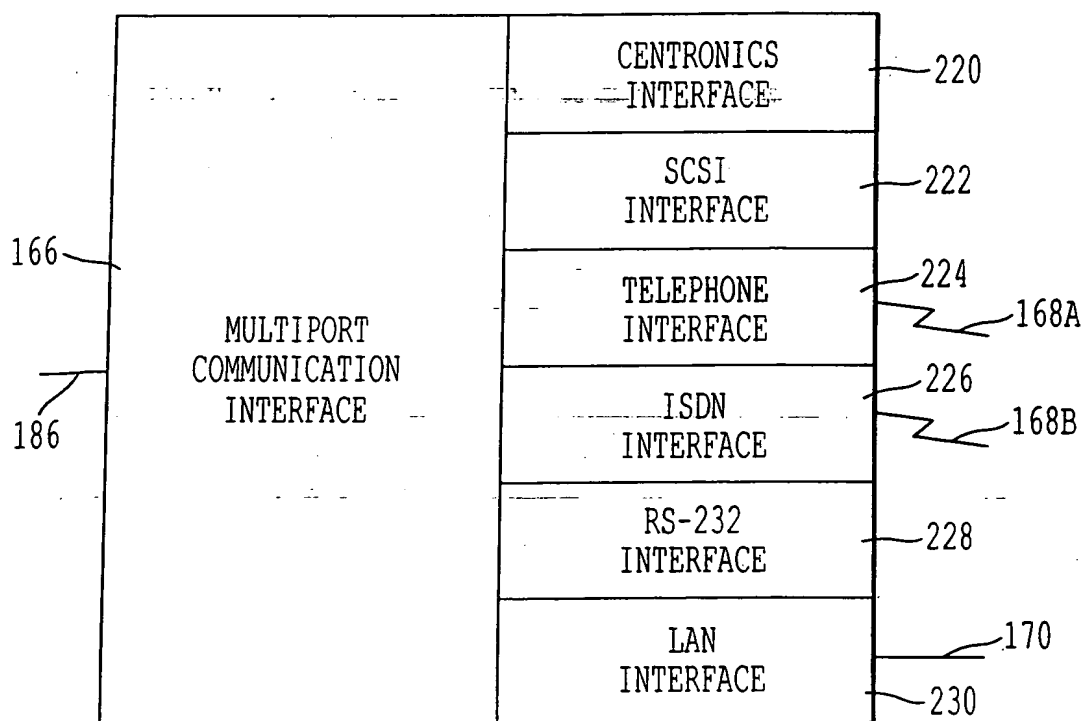 CENTRONICS
INTERFACE
220
SCSI
INTERFACE
222
166
TELEPHONE
INTERFACE
224
168A
MULTIPORT
COMMUNICATION
INTERFACE
186
ISDN
INTERFACE
226
168B
RS-232
INTERFACE
228
LAN
INTERFACE
170
230